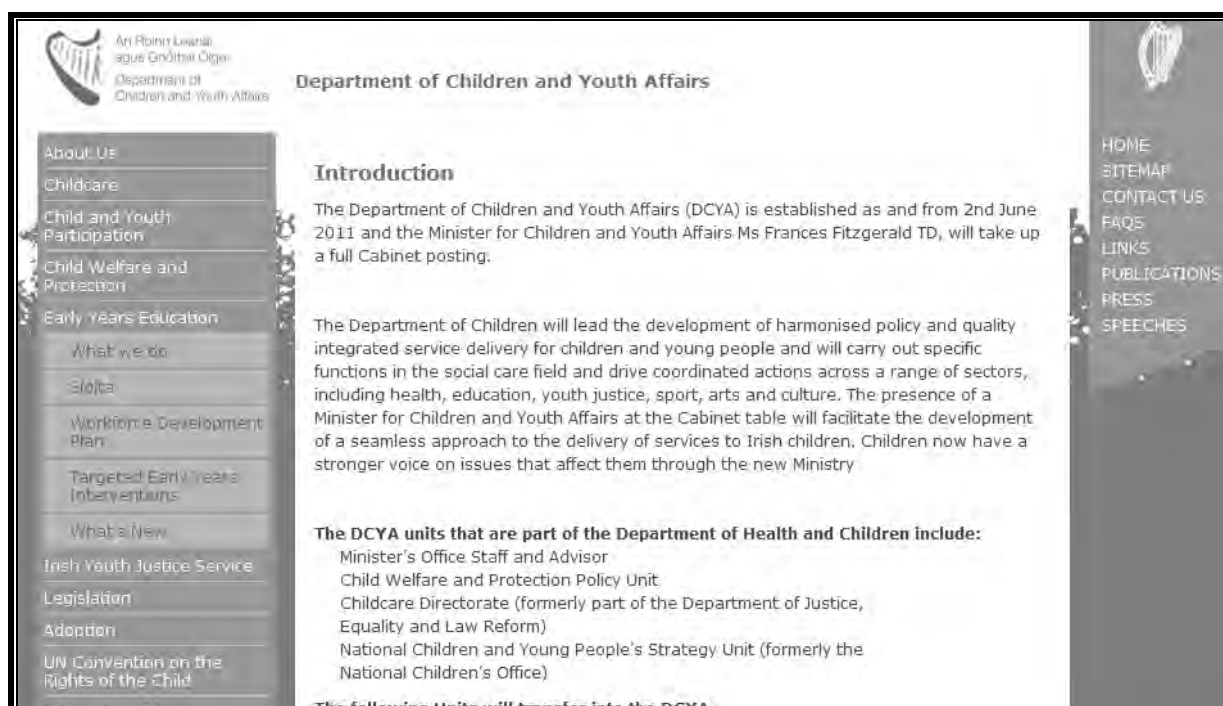 An Roinn Leanaí
agus Gnóthaí Óige
Department of
Children and Youth Affairs
Department of Children and Youth Affairs
About Us
Childcare
Child and Youth
Participation
Child Welfare and
Protection
Early Years Education
What we do
Síolta
Workforce Development
Plan
Targeted Early Years
Interventions
What's New
Irish Youth Justice Service
Legislation
Adoption
UN Convention on the
Rights of the Child
Introduction
The Department of Children and Youth Affairs (DCYA) is established as and from 2nd June
2011 and the Minister for Children and Youth Affairs Ms Frances Fitzgerald TD, will take up
a full Cabinet posting.
The Department of Children will lead the development of harmonised policy and quality
integrated service delivery for children and young people and will carry out specific
functions in the social care field and drive coordinated actions across a range of sectors,
including health, education, youth justice, sport, arts and culture. The presence of a
Minister for Children and Youth Affairs at the Cabinet table will facilitate the development
of a seamless approach to the delivery of services to Irish children. Children now have a
stronger voice on issues that affect them through the new Ministry
The DCYA units that are part of the Department of Health and Children include:
Minister's Office Staff and Advisor
Child Welfare and Protection Policy Unit
Childcare Directorate (formerly part of the Department of Justice,
Equality and Law Reform)
National Children and Young People's Strategy Unit (formerly the
National Children's Office)
The following Units will transfer into the DCYA
HOME
SITEMAP
CONTACT US
FAQS
LINKS
PUBLICATIONS
PRESS
SPEECHES